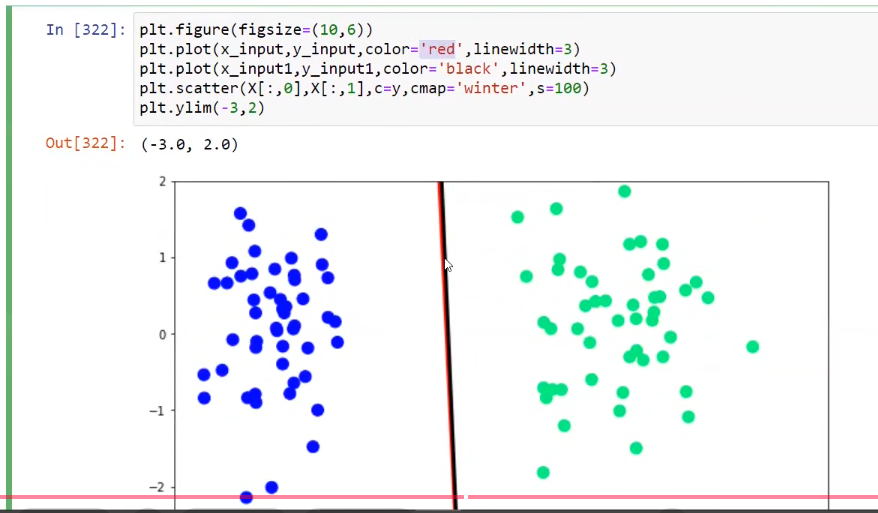 In [322]: plt.figure(figsize=(10,6))
plt.plot(x_input,y_input,color='red',linewidth=3)
plt.plot(x_input1,y_input1,color='black',linewidth=3)
plt.scatter(X[:,0],X[:,1],c=y,cmap='winter',s=100)
plt.ylim(-3,2)
Out[322]: (-3.0, 2.0)
2
1
0
−1
−2